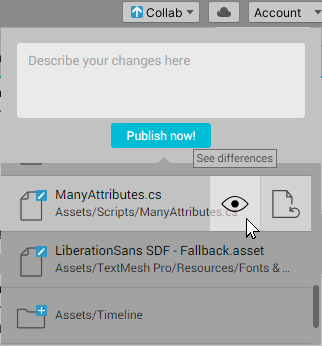 Collab
Account
Describe your changes here
Publish now!
See differences
ManyAttributes.cs
Assets/Scripts/ManyAttributes.cs
LiberationSans SDF - Fallback.asset
Assets/TextMesh Pro/Resources/Fonts & ...
Assets/Timeline